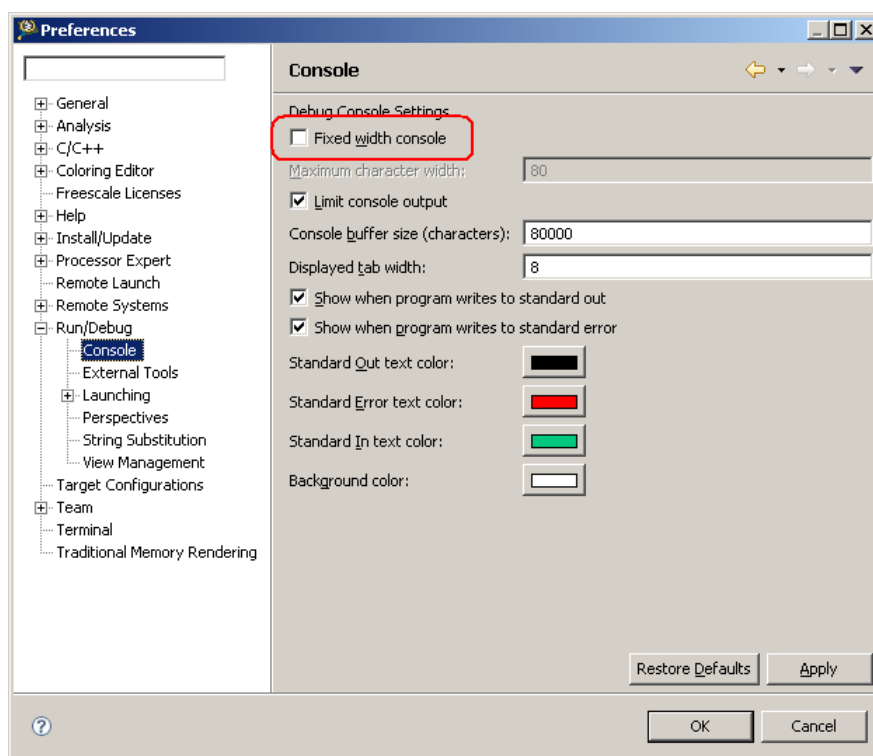 Preferences
Console
General
Analysis
C/C++
Coloring Editor
Freescale Licenses
Help
Install/Update
Processor Expert
Remote Launch
Remote Systems
Run/Debug
Console
External Tools
Launching
Perspectives
String Substitution
View Management
Target Configurations
Team
Terminal
Traditional Memory Rendering
Debug Console Settings
Fixed width console
Maximum character width: 80
Limit console output
Console buffer size (characters): 80000
Displayed tab width: 8
Show when program writes to standard out
Show when program writes to standard error
Standard Out text color:
Standard Error text color:
Standard In text color:
Background color:
Restore Defaults Apply
? OK Cancel